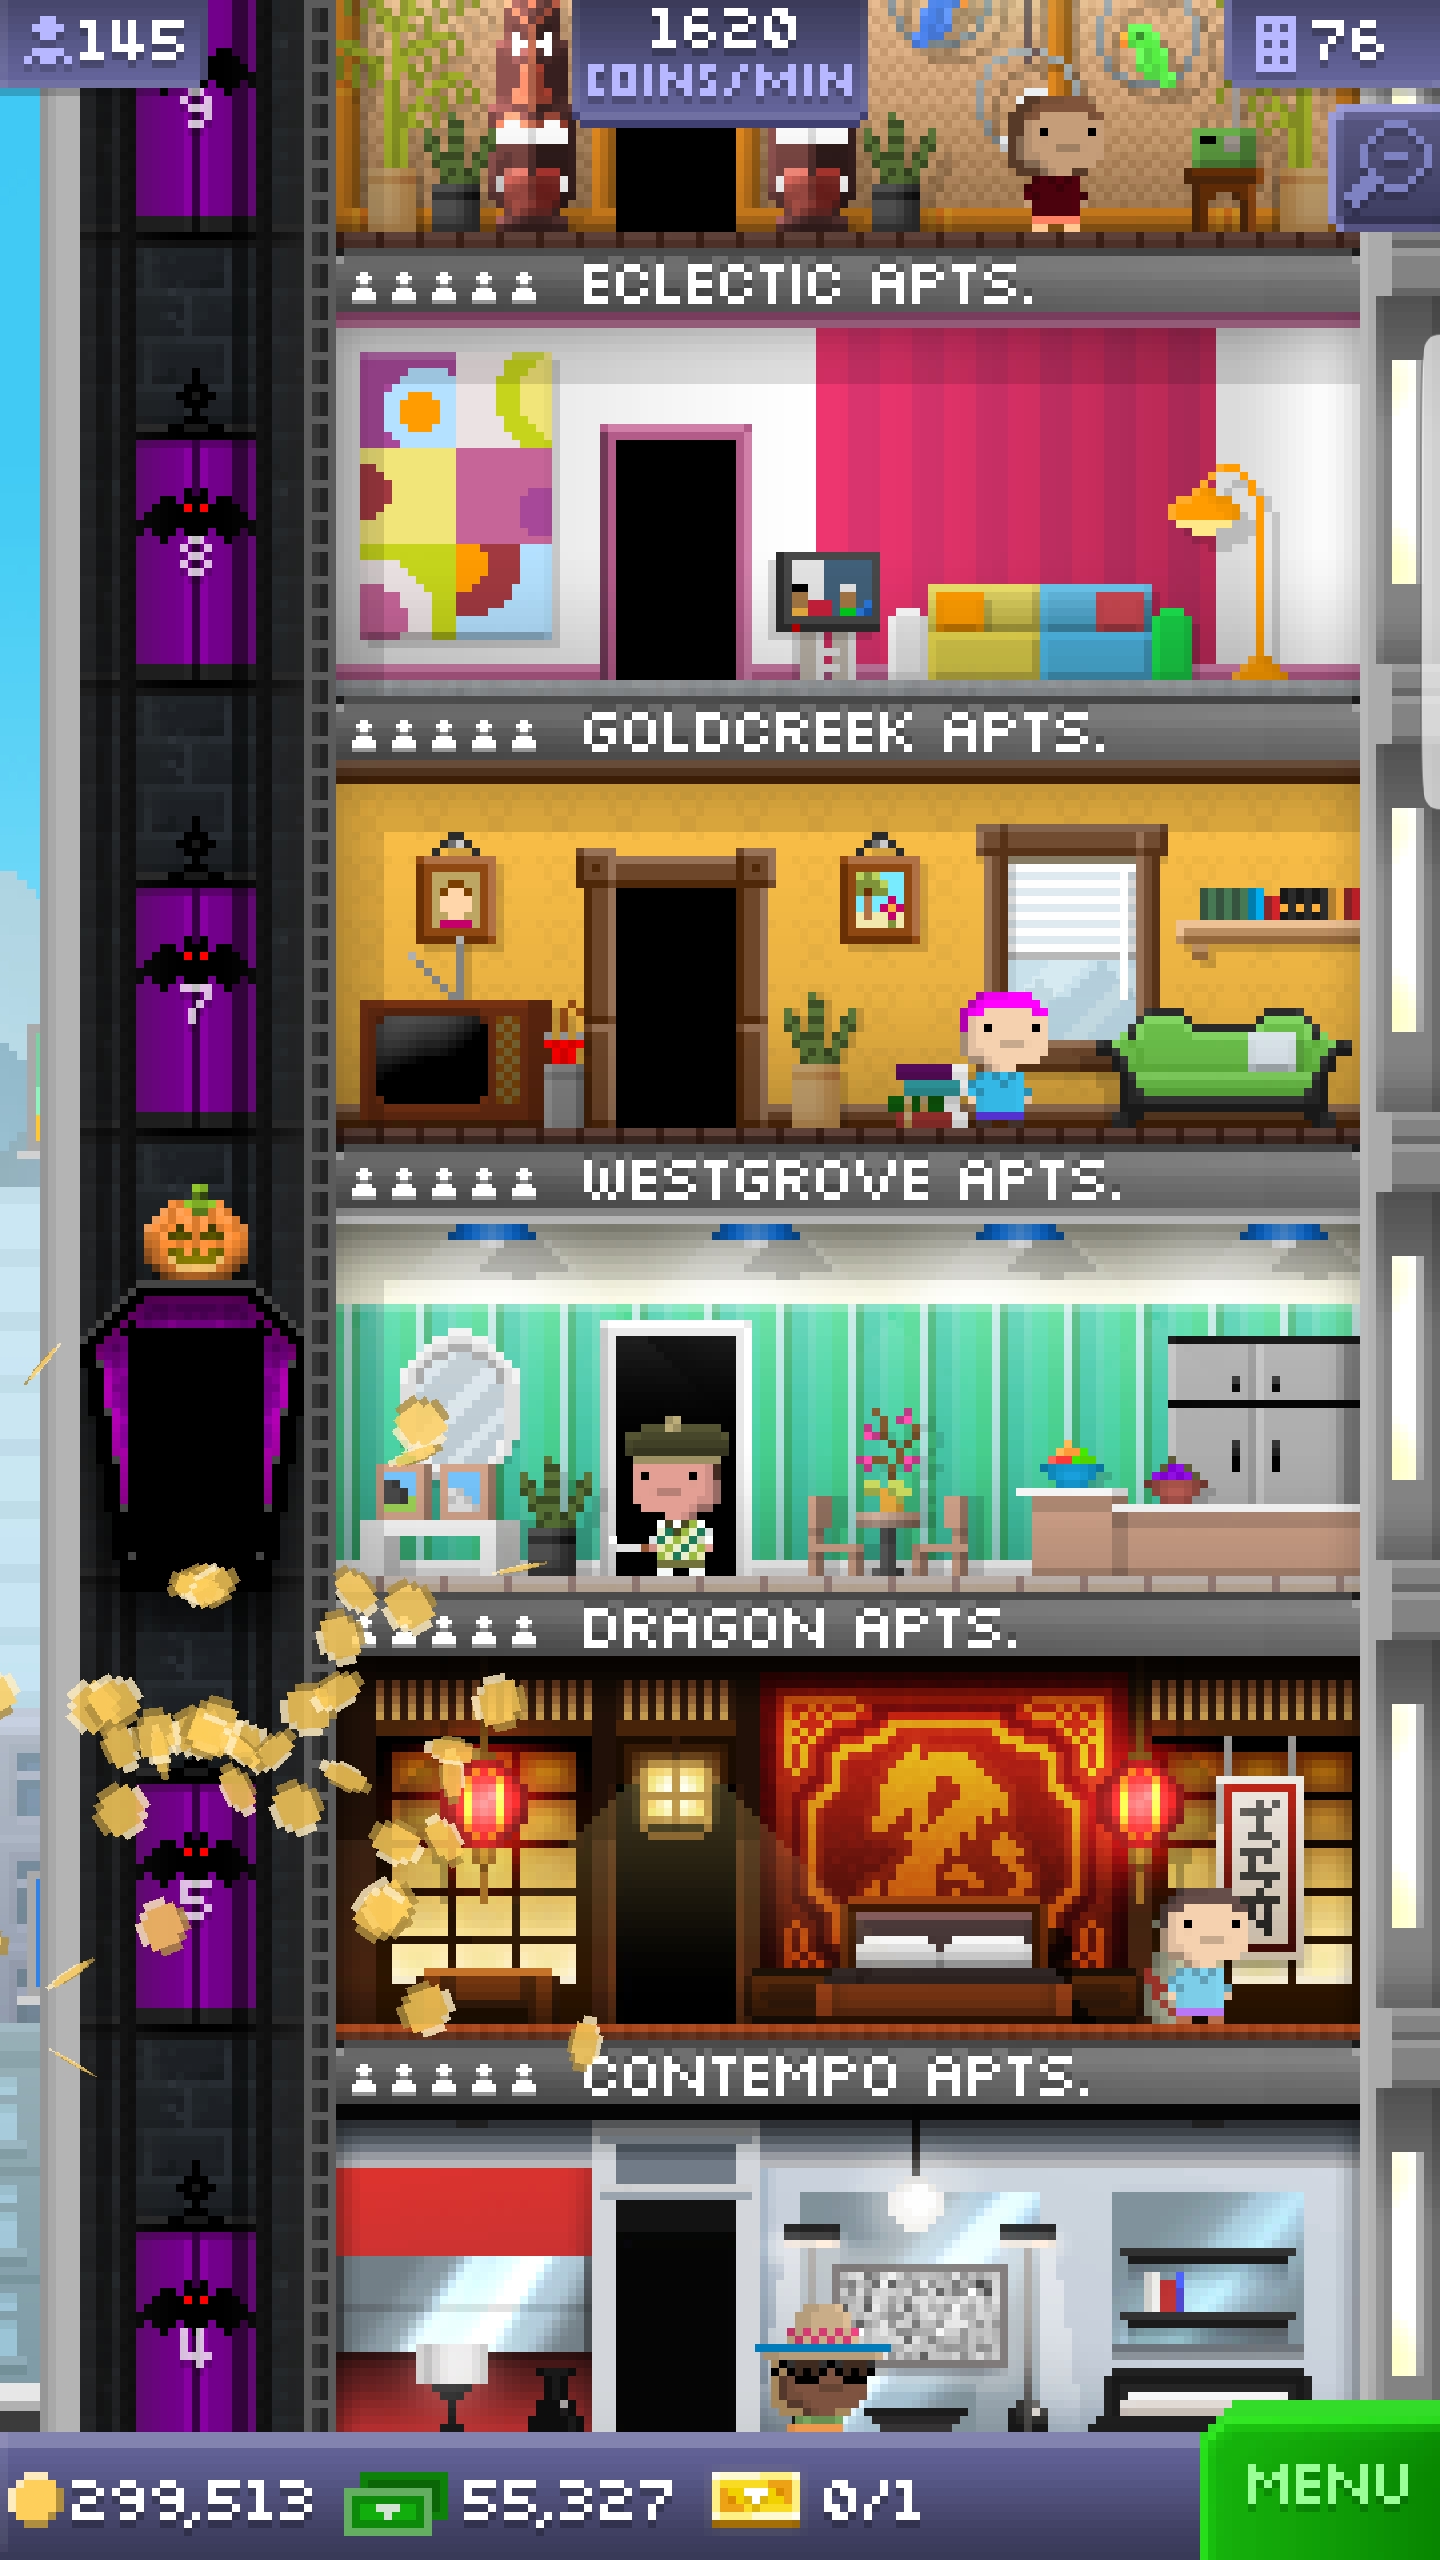 145
1620
COINS/MIN
76
9
ECLECTIC APTS.
8
GOLDCREEK APTS.
7
WESTGROVE APTS.
DRAGON APTS.
5
CONTEMPO APTS.
4
299,513
55,327
0/1
MENU